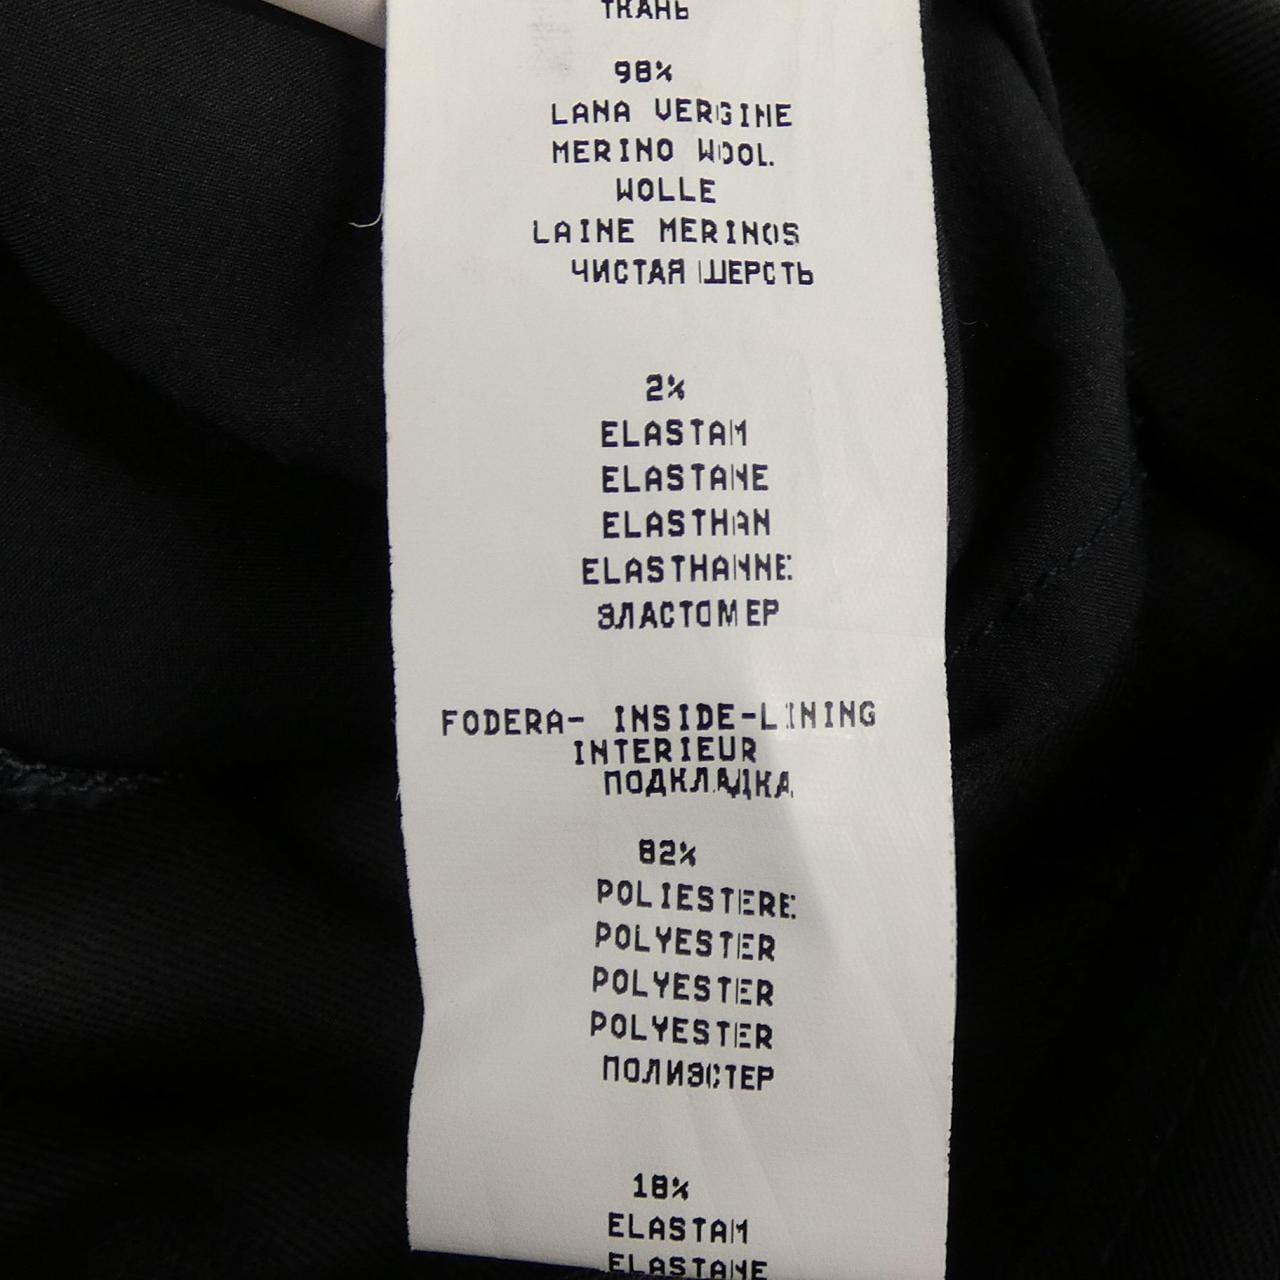 ТКАНЬ
98%
LANA VERGINE
MERINO WOOL
WOLLE
LAINE MERINOS
ЧИСТАЯ ШЕРСТЬ
2%
ELASTAM
ELASTANE
ELASTHAN
ELASTHANNE
ЭЛАСТОМЕР
FODERA- INSIDE-LINING
INTERIEUR
ПОДКЛАДКА
82%
POLIESTERE
POLYESTER
POLYESTER
POLYESTER
ПОЛИЭСТЕР
18%
ELASTAM
ELASTANE